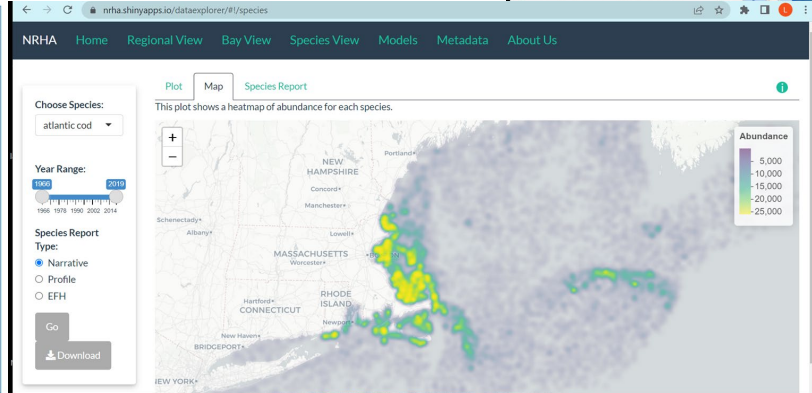 nrha.shinyapps.io/dataexplorer/#!/species
L
NRHA Home Regional View Bay View Species View Models Metadata About Us
Plot Map Species Report
This plot shows a heatmap of abundance for each species.
Choose Species:
atlantic cod
Year Range:
1966 2019
1966 1978 1990 2002 2014
Species Report
Type:
Narrative
Profile
EFH
Go
Download
+
−
Abundance
5,000
10,000
15,000
20,000
25,000
Portland
NEW
HAMPSHIRE
Concord
Manchester
Schenectady
Albany
Lowell
MASSACHUSETTS
Worcester
RHODE
ISLAND
Hartford
CONNECTICUT
Newport
New Haven
BRIDGEPORT